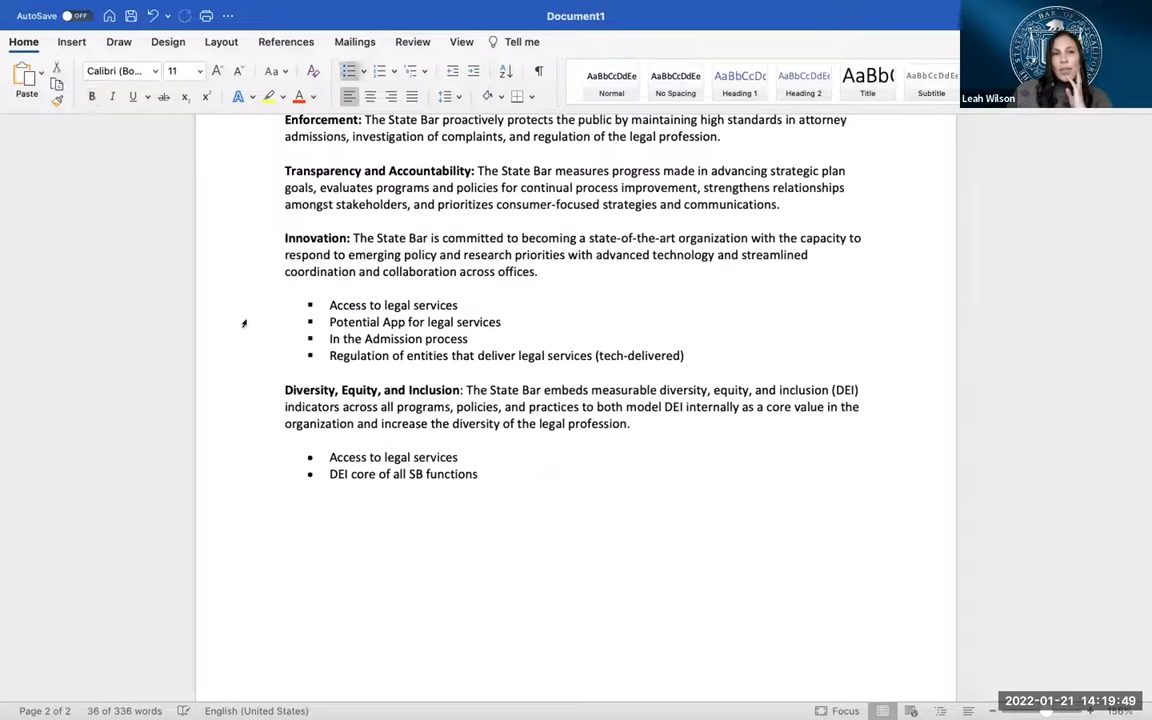 AutoSave OFF Document1
Home Insert Draw Design Layout References Mailings Review View Tell me
Paste Calibri (Bo... 11 Aa
AaBbCcDdEe AaBbCcDdEe AaBbCcDc AaBbCcDdEe AaBb( AaBbCcDdEe
Normal No Spacing Heading 1 Heading 2 Title Subtitle
Leah Wilson
Enforcement: The State Bar proactively protects the public by maintaining high standards in attorney
admissions, investigation of complaints, and regulation of the legal profession.
Transparency and Accountability: The State Bar measures progress made in advancing strategic plan
goals, evaluates programs and policies for continual process improvement, strengthens relationships
amongst stakeholders, and prioritizes consumer-focused strategies and communications.
Innovation: The State Bar is committed to becoming a state-of-the-art organization with the capacity to
respond to emerging policy and research priorities with advanced technology and streamlined
coordination and collaboration across offices.
▪ Access to legal services
▪ Potential App for legal services
▪ In the Admission process
▪ Regulation of entities that deliver legal services (tech-delivered)
Diversity, Equity, and Inclusion: The State Bar embeds measurable diversity, equity, and inclusion (DEI)
indicators across all programs, policies, and practices to both model DEI internally as a core value in the
organization and increase the diversity of the legal profession.
• Access to legal services
• DEI core of all SB functions
Page 2 of 2 36 of 336 words English (United States) Focus 156%
2022-01-21 14:19:49